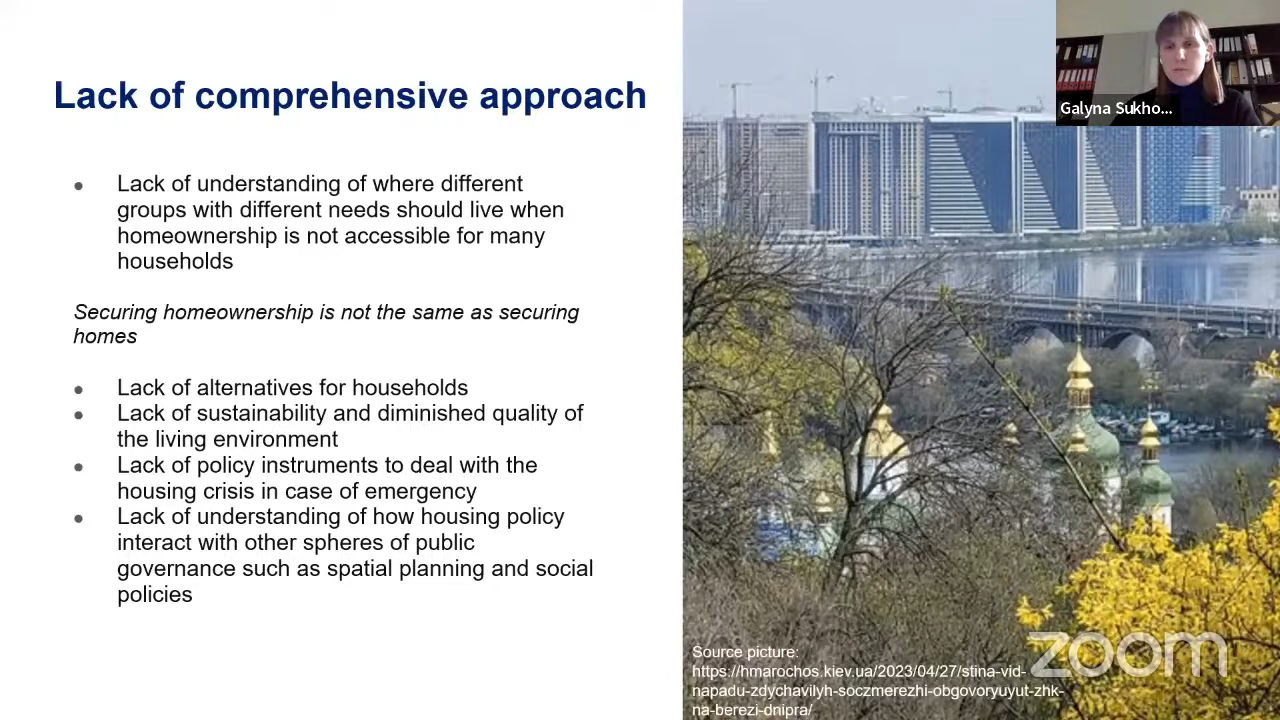 Lack of comprehensive approach
Lack of understanding of where different
groups with different needs should live when
homeownership is not accessible for many
households
Securing homeownership is not the same as securing
homes
Lack of alternatives for households
Lack of sustainability and diminished quality of
the living environment
Lack of policy instruments to deal with the
housing crisis in case of emergency
Lack of understanding of how housing policy
interact with other spheres of public
governance such as spatial planning and social
policies
Galyna Sukho...
Source picture:
https://hmarochos.kiev.ua/2023/04/27/stina-vid-
napadu-zdychavilyh-soczmerezhi-obgovoryuyut-zhk-
na-berezi-dnipra/
zoom